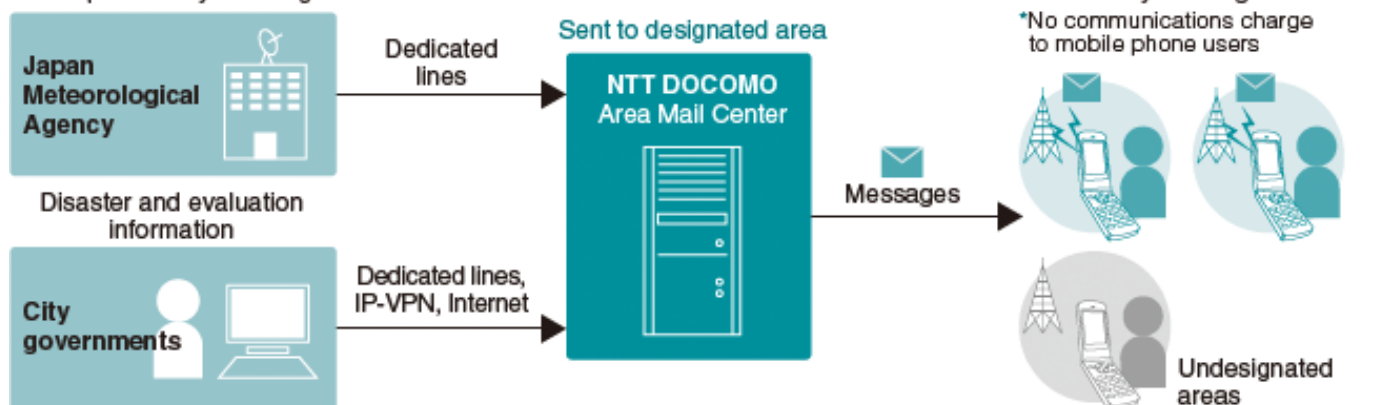 Japan
Meteorological
Agency
Dedicated
lines
Sent to designated area
NTT DOCOMO
Area Mail Center
*No communications charge
to mobile phone users
Messages
Disaster and evaluation
information
City
governments
Dedicated lines,
IP-VPN, Internet
Undesignated
areas